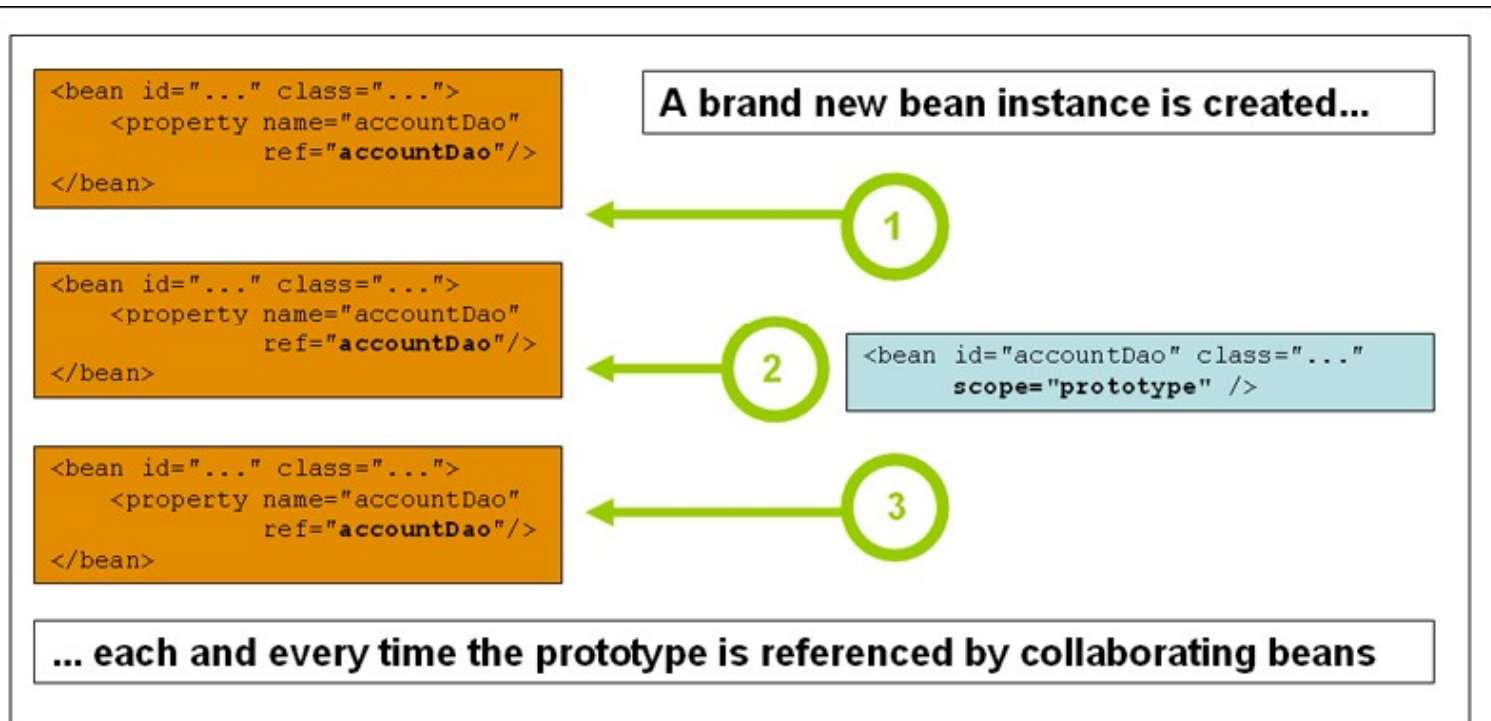 <bean id="..." class="...">
    <property name="accountDao"
              ref="accountDao"/>
</bean>
A brand new bean instance is created...
1
<bean id="..." class="...">
    <property name="accountDao"
              ref="accountDao"/>
</bean>
2
<bean id="accountDao" class="..."
      scope="prototype" />
<bean id="..." class="...">
    <property name="accountDao"
              ref="accountDao"/>
</bean>
3
... each and every time the prototype is referenced by collaborating beans